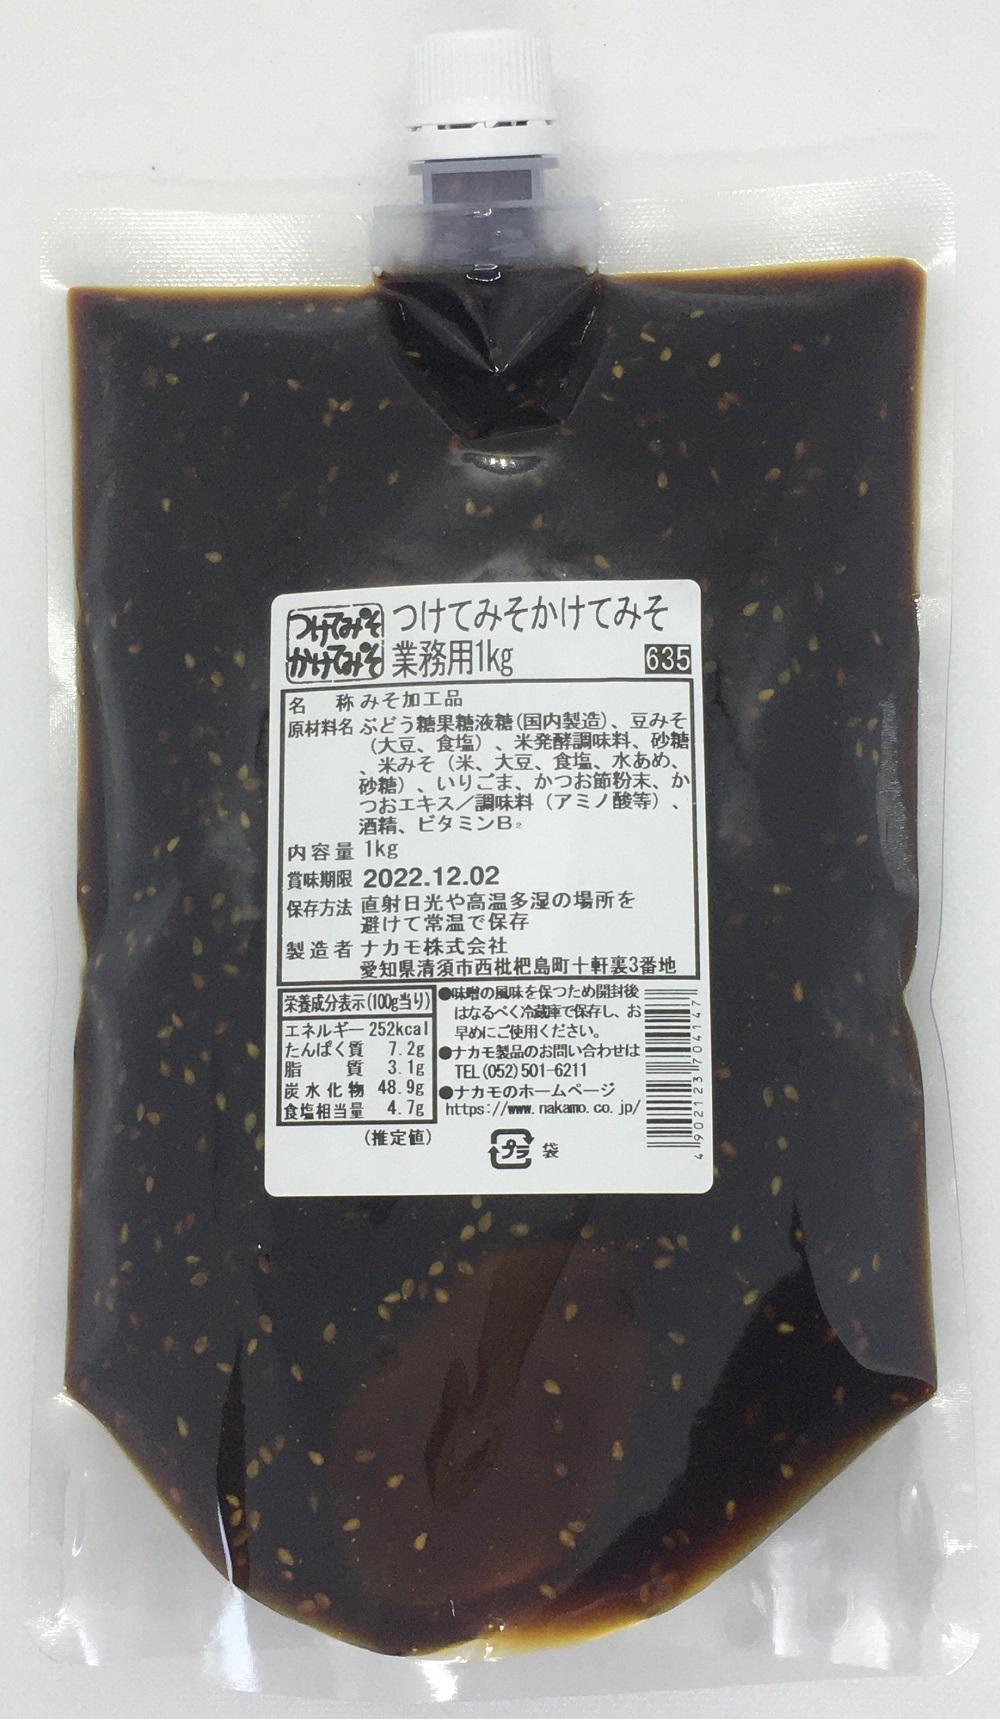 つけてみそ
かけてみそ
つけてみそかけてみそ
業務用1kg
635
名　称 みそ加工品
原材料名 ぶどう糖果糖液糖(国内製造)、豆みそ
(大豆、食塩)、米発酵調味料、砂糖
、米みそ(米、大豆、食塩、水あめ、
砂糖)、いりごま、かつお節粉末、か
つおエキス/調味料(アミノ酸等)、
酒精、ビタミンB₂
内容量 1kg
賞味期限 2022.12.02
保存方法 直射日光や高温多湿の場所を
避けて常温で保存
製造者 ナカモ株式会社
愛知県清須市西枇杷島町十軒裏3番地
栄養成分表示(100g当り)
エネルギー 252kcal
たんぱく質 7.2g
脂　質 3.1g
炭水化物 48.9g
食塩相当量 4.7g
(推定値)
●味噌の風味を保つため開封後
はなるべく冷蔵庫で保存し、お
早めにご使用ください。
●ナカモ製品のお問い合わせは
TEL(052)501-6211
●ナカモのホームページ
https://www.nakamo.co.jp/
プラ 袋
4902123704147